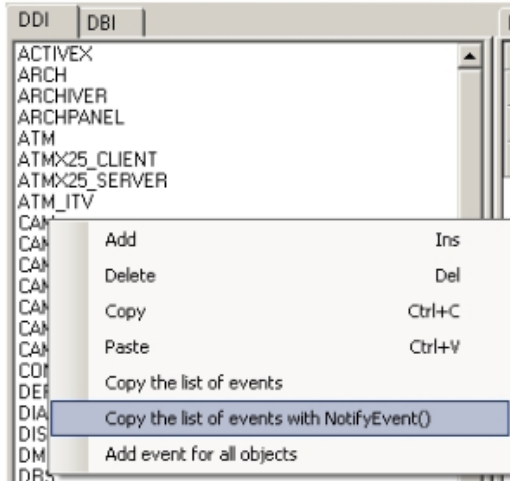 DDI DBI
ACTIVEX
ARCH
ARCHIVER
ARCHPANEL
ATM
ATMX25_CLIENT
ATMX25_SERVER
ATM_ITV
Add Ins
Delete Del
Copy Ctrl+C
Paste Ctrl+V
Copy the list of events
Copy the list of events with NotifyEvent()
Add event for all objects